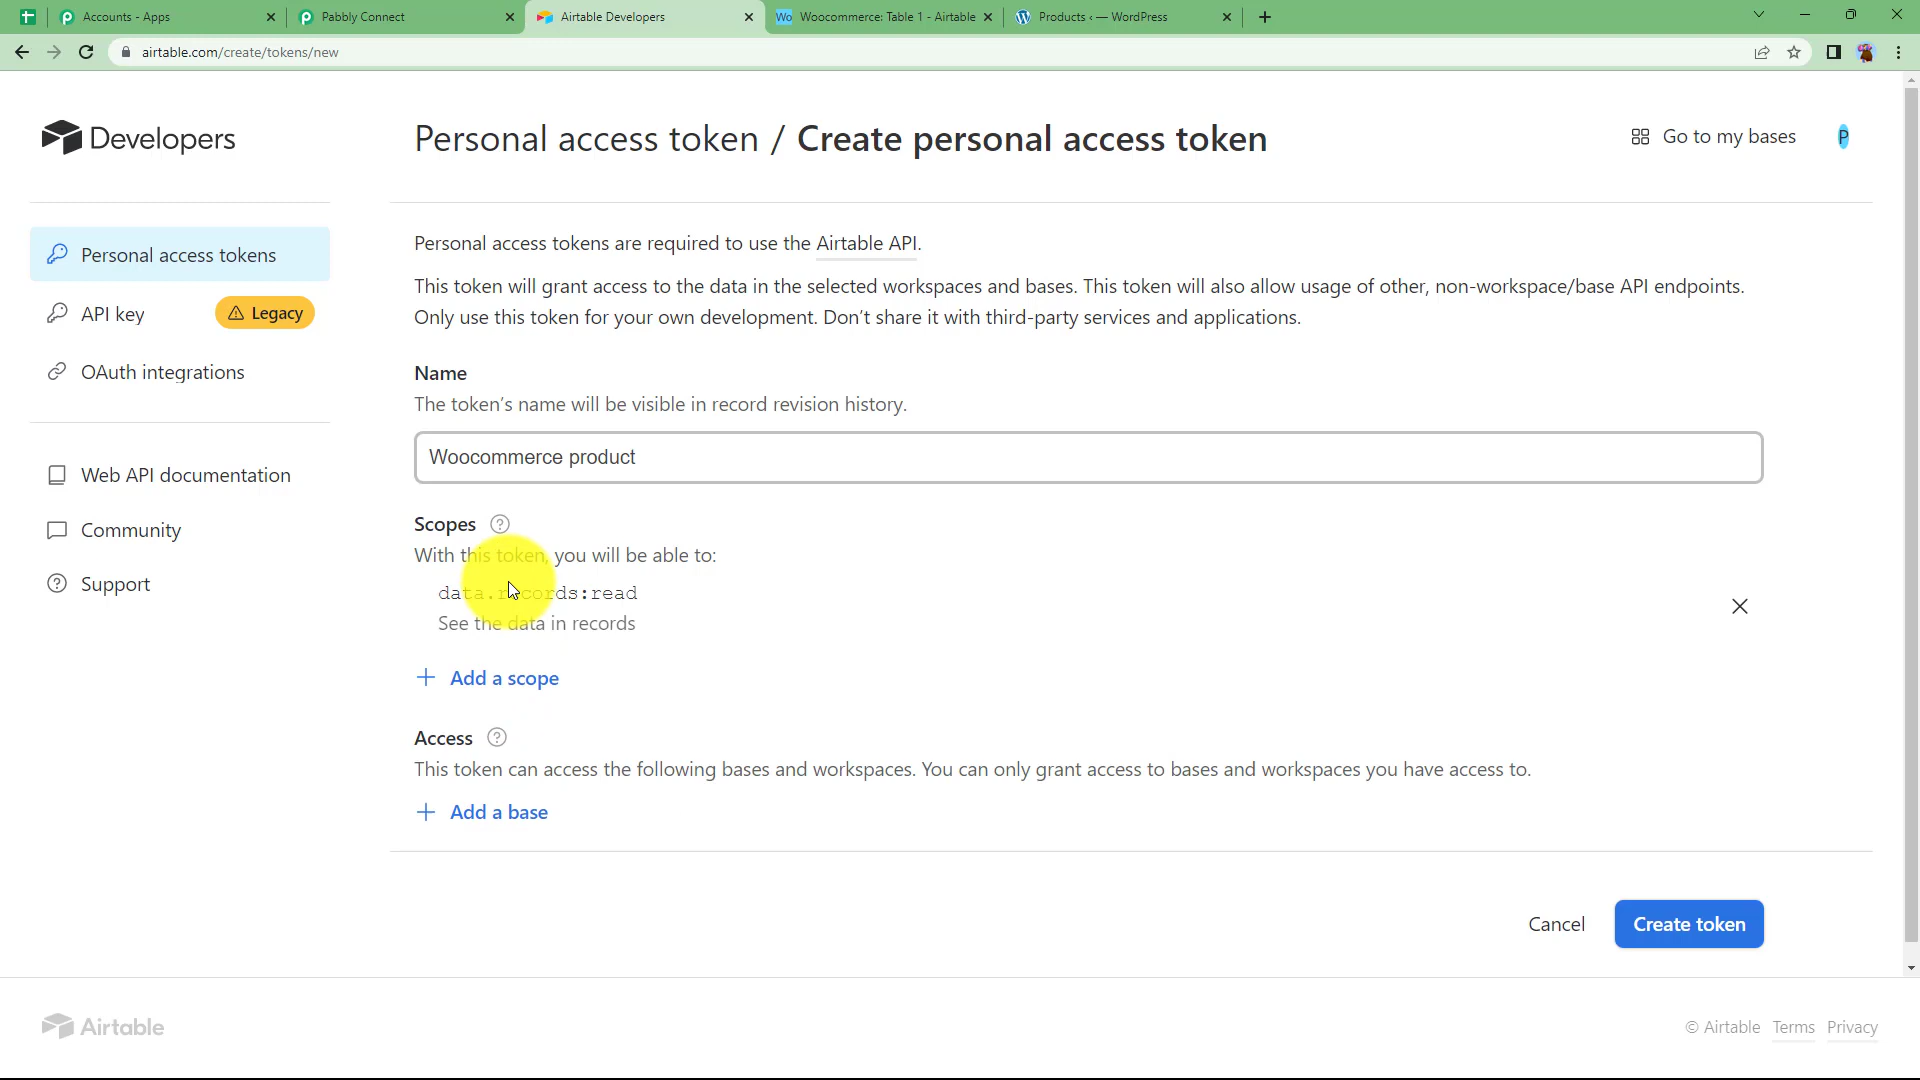 Accounts - Apps
Pabbly Connect
Airtable Developers
Wo Woocommerce: Table 1 - Airtable
Products ‹ — WordPress
airtable.com/create/tokens/new
Developers
Personal access token / Create personal access token
Go to my bases
P
Personal access tokens
API key
Legacy
OAuth integrations
Web API documentation
Community
Support
Personal access tokens are required to use the Airtable API.
This token will grant access to the data in the selected workspaces and bases. This token will also allow usage of other, non-workspace/base API endpoints.
Only use this token for your own development. Don’t share it with third-party services and applications.
Name
The token’s name will be visible in record revision history.
Woocommerce product
Scopes ?
With this token, you will be able to:
data.records:read
See the data in records
+ Add a scope
Access ?
This token can access the following bases and workspaces. You can only grant access to bases and workspaces you have access to.
+ Add a base
Cancel
Create token
Airtable
© Airtable Terms Privacy